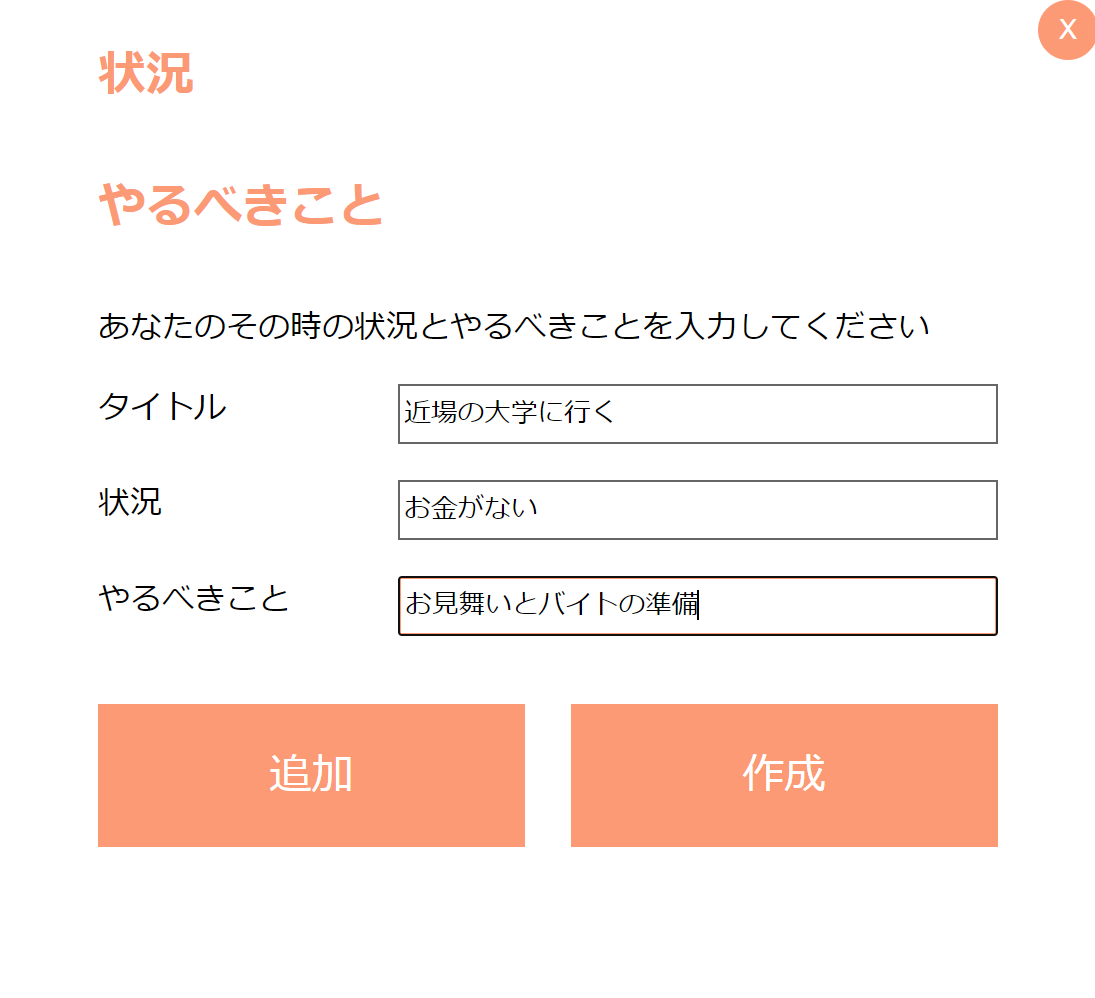 X
状況
やるべきこと
あなたのその時の状況とやるべきことを入力してください
タイトル 近場の大学に行く
状況 お金がない
やるべきこと お見舞いとバイトの準備
追加 作成